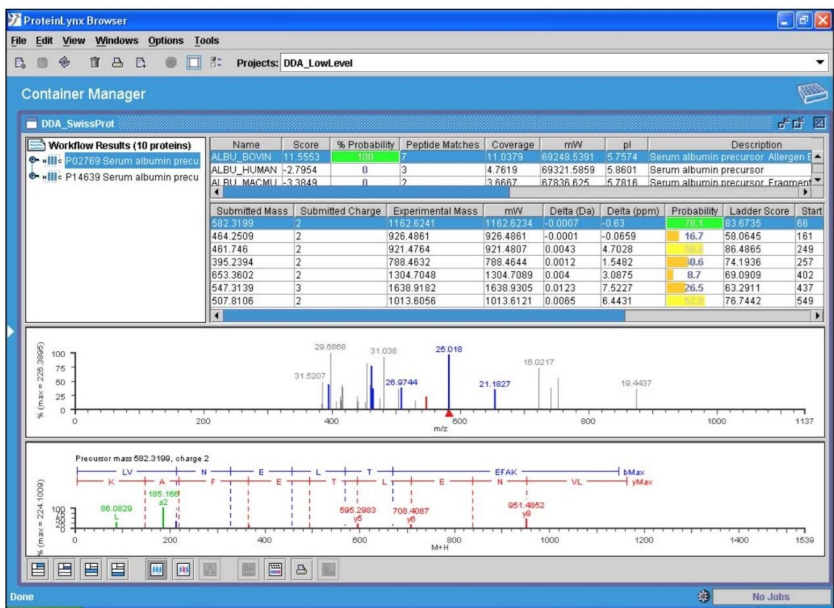 ProteinLynx Browser
File Edit View Windows Options Tools
Projects: DDA_LowLevel
Container Manager
DDA_SwissProt
Workflow Results (10 proteins)
P02769 Serum albumin precu
P14639 Serum albumin precu
Name Score % Probability Peptide Matches Coverage mW pI Description
ALBU_BOVIN 11.5553 100 7 11.0379 69248.5391 5.7574 Serum albumin precursor Allergen B
ALBU_HUMAN -2.7954 0 3 4.7619 69321.5859 5.8601 Serum albumin precursor
ALBU_MACMU -3.3849 0 2 3.6667 67836.625 5.7816 Serum albumin precursor Fragment
Submitted Mass Submitted Charge Experimental Mass mW Delta (Da) Delta (ppm) Probability Ladder Score Start
582.3199 2 1162.6241 1162.6234 -0.0007 -0.63 83.6735 66
464.2509 2 926.4861 926.4861 -0.0001 -0.0659 16.7 58.0645 161
461.746 2 921.4764 921.4807 0.0043 4.7028 86.4865 249
395.2394 2 788.4632 788.4644 0.0012 1.5482 74.1936 257
653.3602 2 1304.7048 1304.7089 0.004 3.0875 8.7 69.0909 402
547.3139 3 1638.9182 1638.9305 0.0123 7.5227 26.5 63.2911 437
507.8106 2 1013.6056 1013.6121 0.0065 6.4431 76.7442 549
% (max = 226.3895)
100
75
50
25
0
31.5207 29.6868 31.038 26.9744 25.018 21.1827 16.0217 19.4437
0 200 400 600 800 1000 1137
m/z
Precursor mass 582.3199, charge 2
LV N E L T EFAK bMax
K A F E T L E N VL yMax
% (max = 224.1009)
100
86.0829
L
185.166
a2
595.2983
y5
708.4087
y6
951.4852
y8
0 200 400 600 800 1000 1200 1400 1539
M+H
Done No Jobs